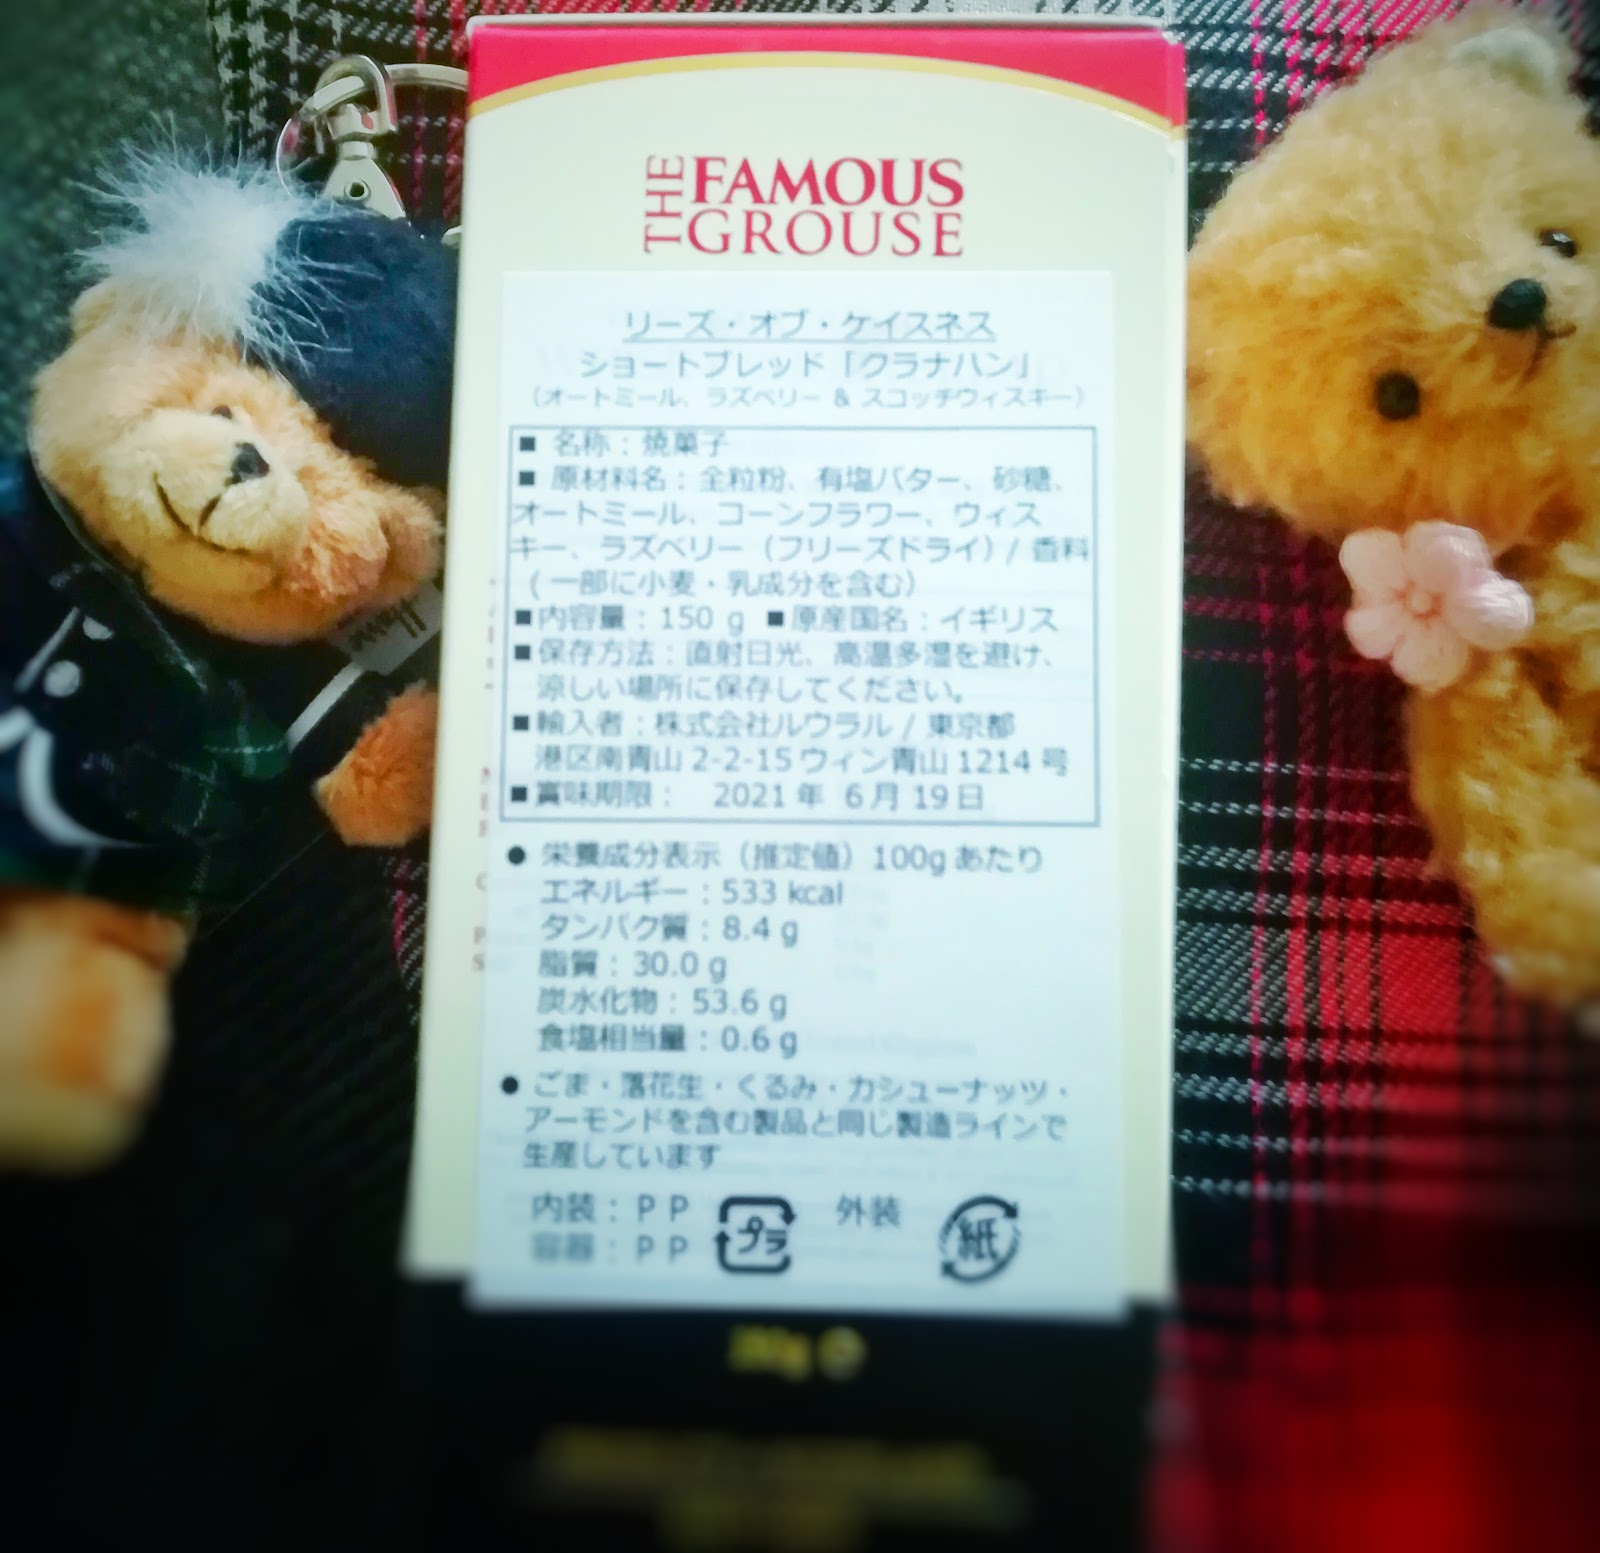 THE FAMOUS
GROUSE
リーズ・オブ・ケイスネス
ショートブレッド「クラナハン」
（オートミール、ラズベリー & スコッチウィスキー）
■ 名称：焼菓子
■ 原材料名：全粒粉、有塩バター、砂糖、
オートミール、コーンフラワー、ウィス
キー、ラズベリー（フリーズドライ）/ 香料
（一部に小麦・乳成分を含む）
■内容量：150 g ■原産国名：イギリス
■保存方法：直射日光、高温多湿を避け、
涼しい場所に保存してください。
■輸入者：株式会社ルウラル / 東京都
港区南青山 2-2-15 ウィン青山 1214 号
■賞味期限： 2021 年 6 月 19 日
● 栄養成分表示（推定値）100g あたり
エネルギー：533 kcal
タンパク質：8.4 g
脂質：30.0 g
炭水化物：53.6 g
食塩相当量：0.6 g
● ごま・落花生・くるみ・カシューナッツ・
アーモンドを含む製品と同じ製造ラインで
生産しています
内装：ＰＰ プラ 外装 紙
容器：ＰＰ